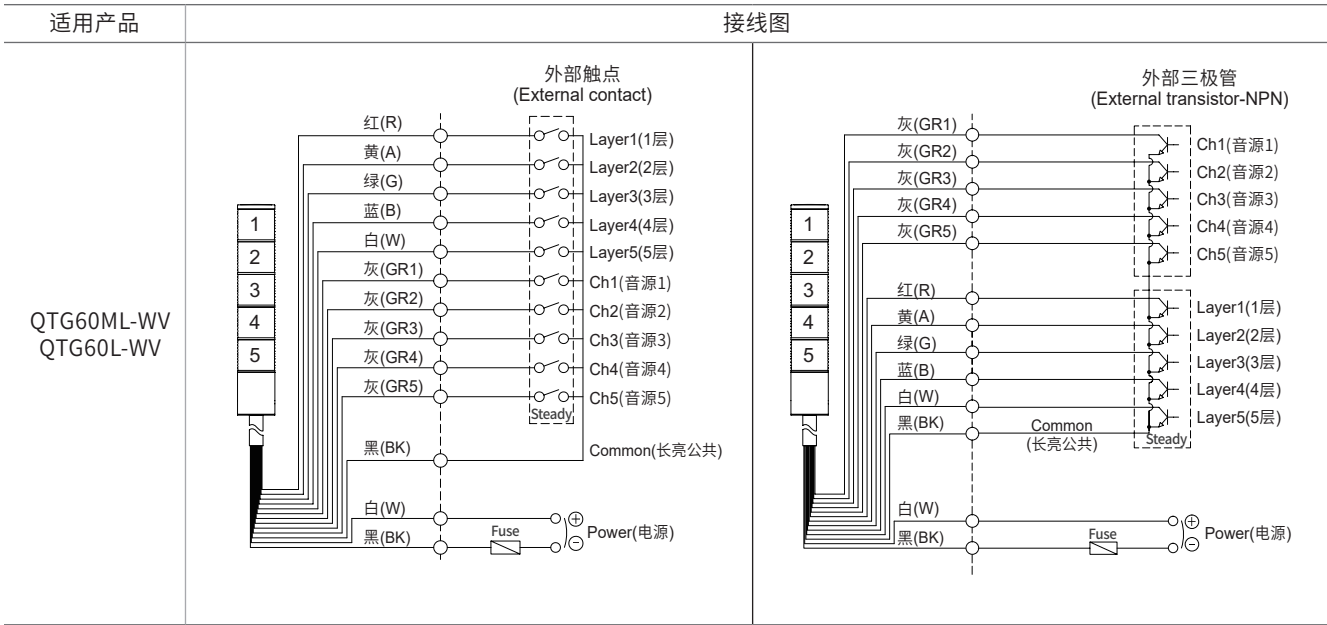 适用产品
接线图
QTG60ML-WV
QTG60L-WV
外部触点
(External contact)
红(R)
Layer1(1层)
黄(A)
Layer2(2层)
绿(G)
Layer3(3层)
蓝(B)
Layer4(4层)
白(W)
Layer5(5层)
灰(GR1)
Ch1(音源1)
灰(GR2)
Ch2(音源2)
灰(GR3)
Ch3(音源3)
灰(GR4)
Ch4(音源4)
灰(GR5)
Ch5(音源5)
Steady
黑(BK)
Common(长亮公共)
白(W)
黑(BK)
Fuse
+
−
Power(电源)
1
2
3
4
5
外部三极管
(External transistor-NPN)
灰(GR1)
Ch1(音源1)
灰(GR2)
Ch2(音源2)
灰(GR3)
Ch3(音源3)
灰(GR4)
Ch4(音源4)
灰(GR5)
Ch5(音源5)
红(R)
Layer1(1层)
黄(A)
Layer2(2层)
绿(G)
Layer3(3层)
蓝(B)
Layer4(4层)
白(W)
Layer5(5层)
黑(BK)
Common
(长亮公共)
Steady
白(W)
黑(BK)
Fuse
+
−
Power(电源)
1
2
3
4
5